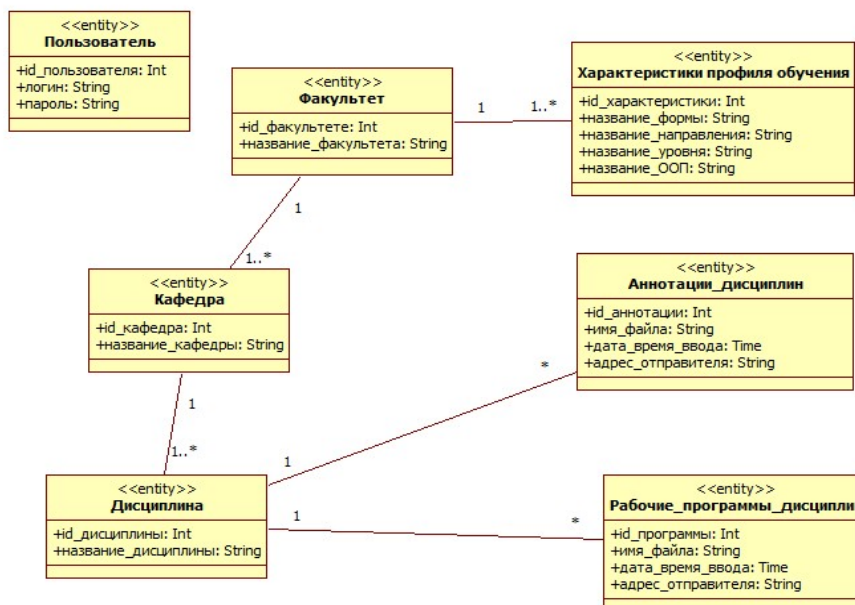 <<entity>>
Пользователь
+id_пользователя: Int
+логин: String
+пароль: String
<<entity>>
Факультет
+id_факультете: Int
+название_факультета: String
1
1..*
<<entity>>
Характеристики профиля обучения
+id_характеристики: Int
+название_формы: String
+название_направления: String
+название_уровня: String
+название_ООП: String
1
1..*
<<entity>>
Кафедра
+id_кафедра: Int
+название_кафедры: String
1
1..*
<<entity>>
Аннотации_дисциплин
+id_аннотации: Int
+имя_файла: String
+дата_время_ввода: Time
+адрес_отправителя: String
*
1
<<entity>>
Дисциплина
+id_дисциплины: Int
+название_дисциплины: String
1
*
<<entity>>
Рабочие_программы_дисципли
+id_программы: Int
+имя_файла: String
+дата_время_ввода: Time
+адрес_отправителя: String